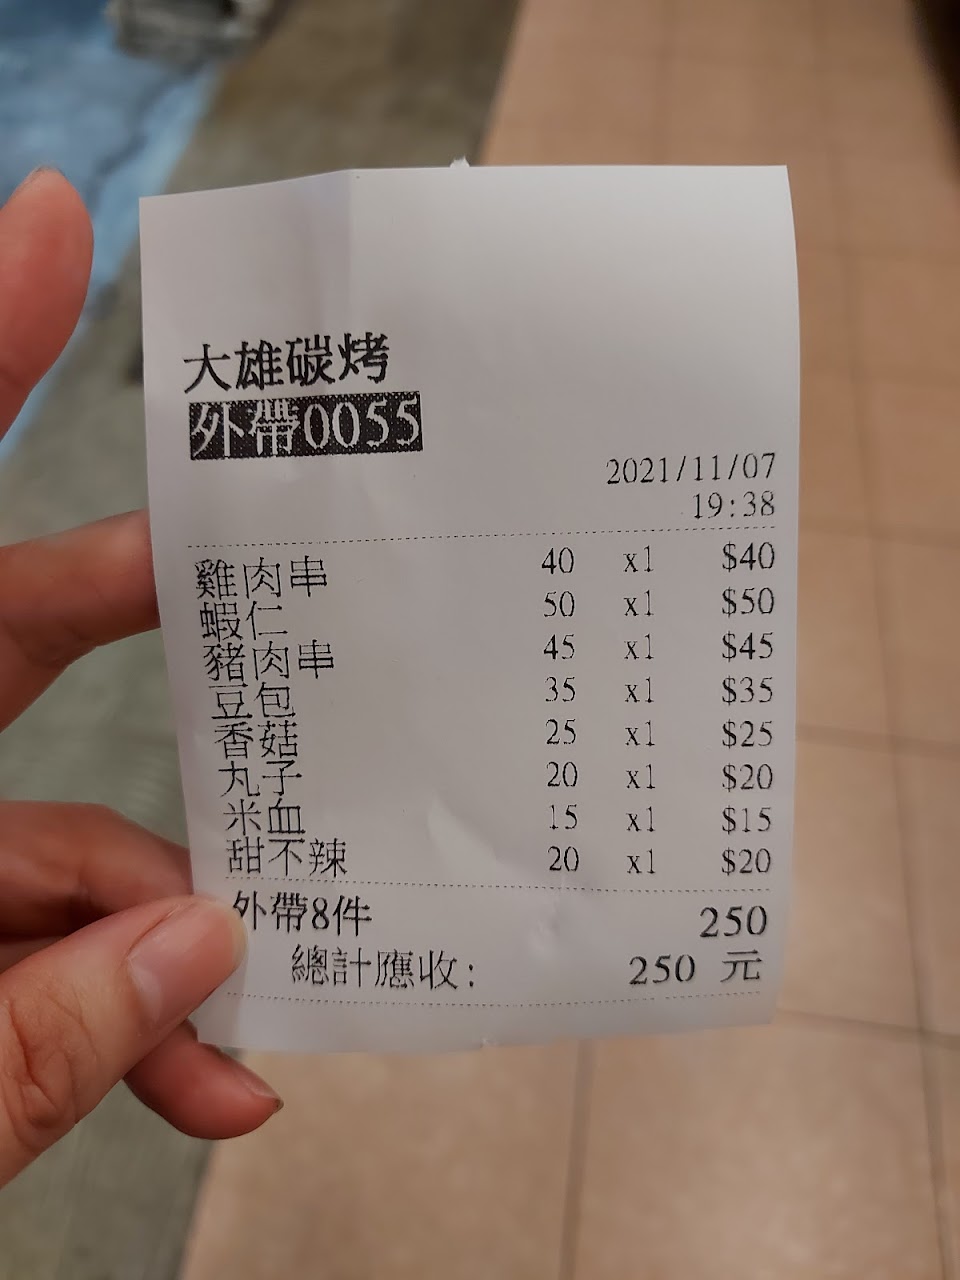 大雄碳烤
外帶0055
2021/11/07
19:38
雞肉串 40 x1 $40
蝦仁 50 x1 $50
豬肉串 45 x1 $45
豆包 35 x1 $35
香菇 25 x1 $25
丸子 20 x1 $20
米血 15 x1 $15
甜不辣 20 x1 $20
外帶8件 250
總計應收: 250 元